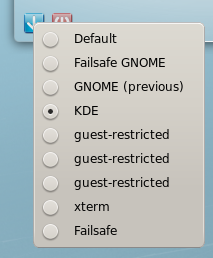 Default
Failsafe GNOME
GNOME (previous)
KDE
guest-restricted
guest-restricted
guest-restricted
xterm
Failsafe